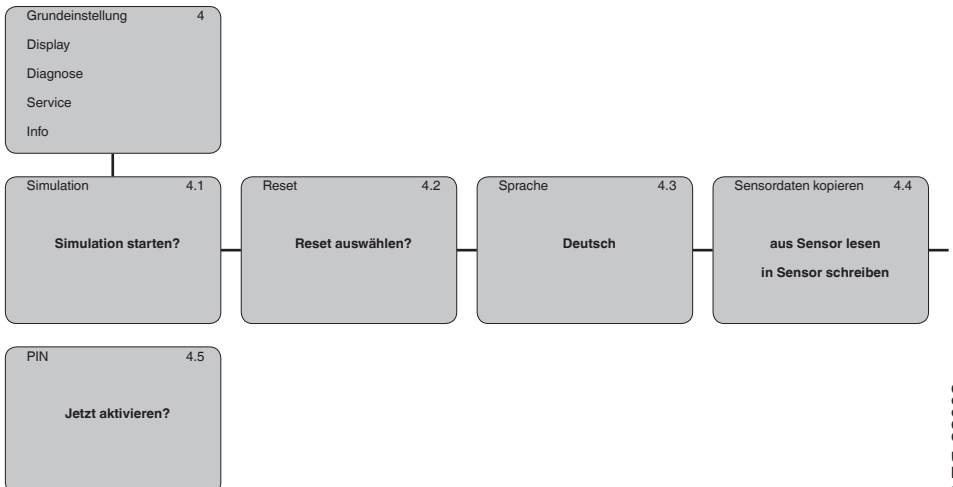 Grundeinstellung 4
Display
Diagnose
Service
Info
Simulation 4.1
Simulation starten?
Reset 4.2
Reset auswählen?
Sprache 4.3
Deutsch
Sensordaten kopieren 4.4
aus Sensor lesen
in Sensor schreiben
PIN 4.5
Jetzt aktivieren?